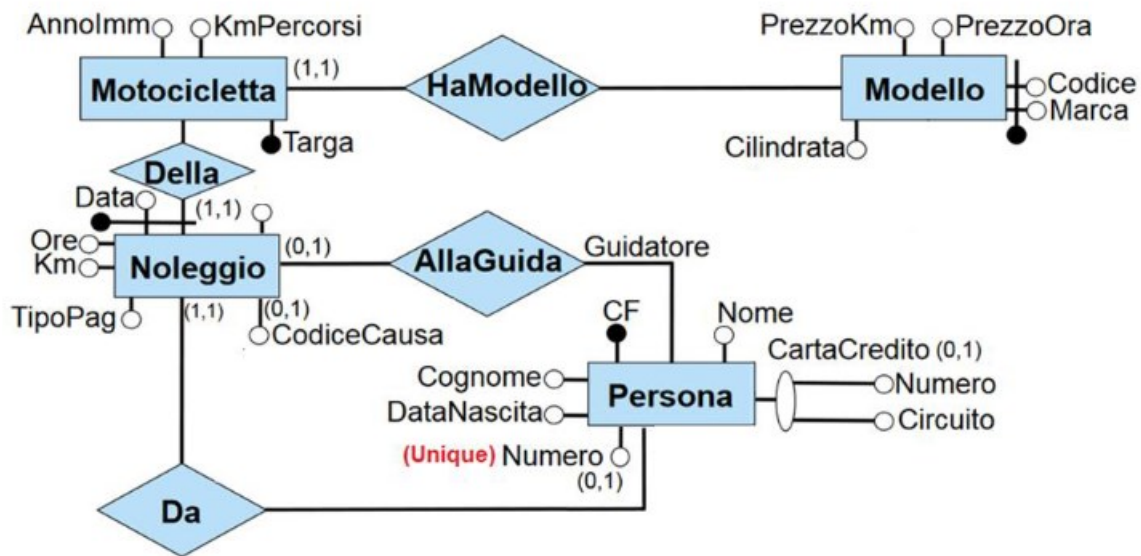 AnnoImm KmPercorsi PrezzoKm PrezzoOra
(1,1)
Motocicletta HaModello Modello Codice
Marca
Targa Cilindrata
Della
Data (1,1)
Ore (0,1) Guidatore
Km Noleggio AllaGuida
TipoPag (1,1) (0,1) CF Nome
CodiceCausa
CartaCredito (0,1)
Cognome Persona Numero
DataNascita Circuito
(Unique) Numero
(0,1)
Da